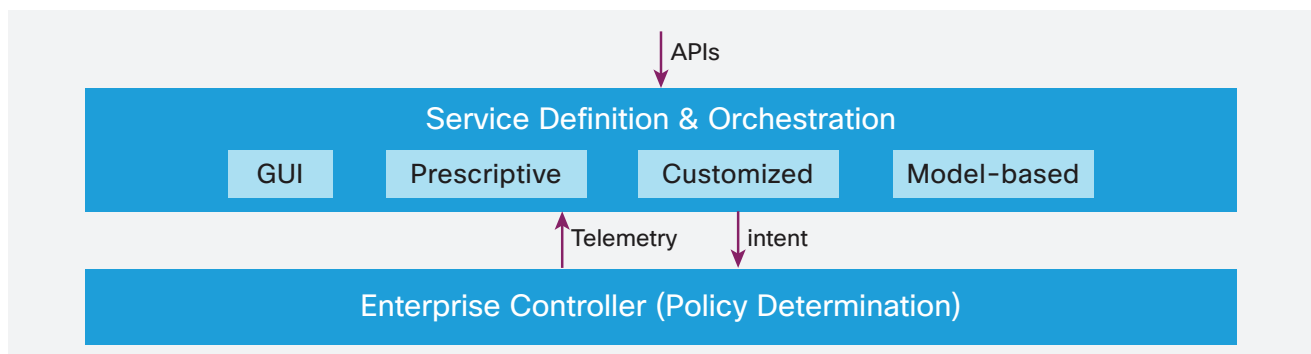 APIs
Service Definition & Orchestration
GUI Prescriptive Customized Model-based
Telemetry intent
Enterprise Controller (Policy Determination)